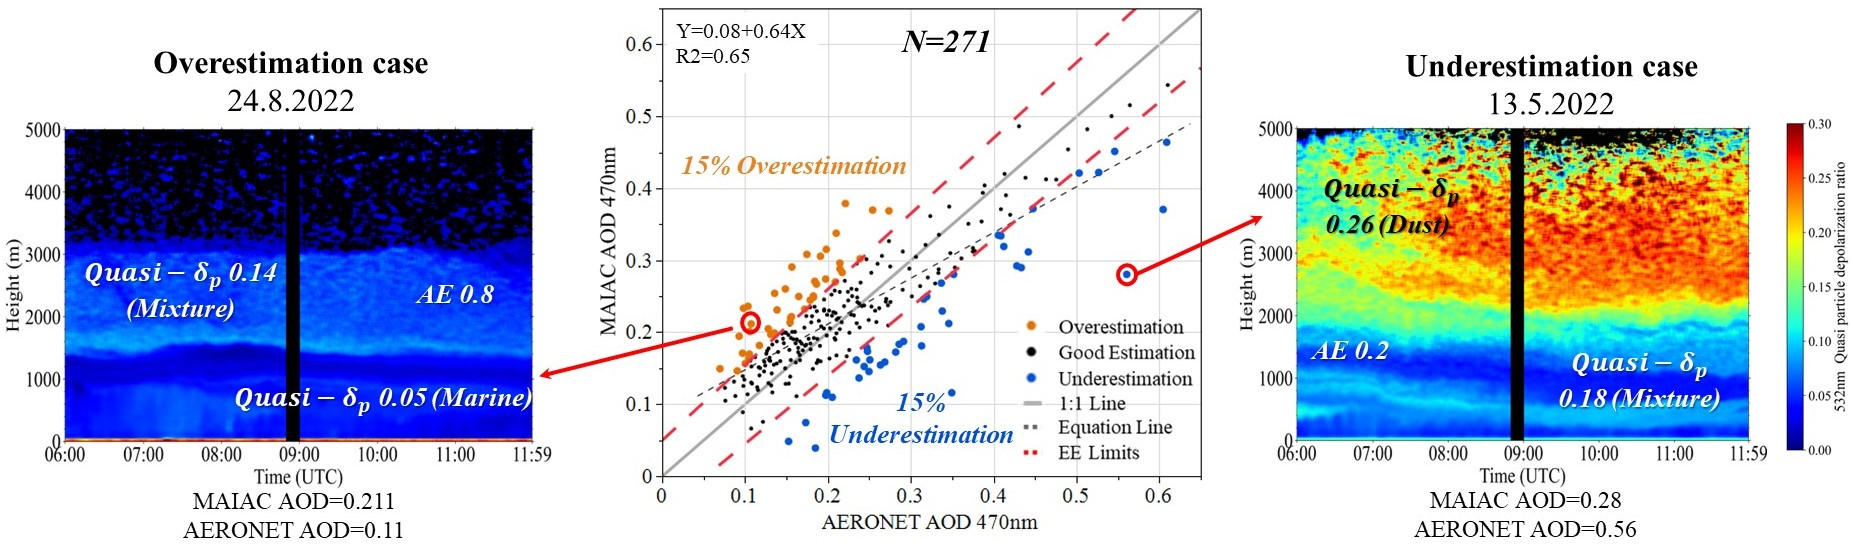 Overestimation case
24.8.2022
5000
4000
3000
2000
1000
0
Height (m)
Quasi − δp 0.14
(Mixture)
AE 0.8
Quasi − δp 0.05 (Marine)
06:00 07:00 08:00 09:00 10:00 11:00 11:59
Time (UTC)
MAIAC AOD=0.211
AERONET AOD=0.11
Y=0.08+0.64X
R2=0.65
N=271
15% Overestimation
15%
Underestimation
0.6
0.5
0.4
0.3
0.2
0.1
0
MAIAC AOD 470nm
Overestimation
Good Estimation
Underestimation
1:1 Line
Equation Line
EE Limits
0 0.1 0.2 0.3 0.4 0.5 0.6
AERONET AOD 470nm
Underestimation case
13.5.2022
5000
4000
3000
2000
1000
0
Height (m)
Quasi − δp
0.26 (Dust)
AE 0.2
Quasi − δp
0.18 (Mixture)
06:00 07:00 08:00 09:00 10:00 11:00 11:59
Time (UTC)
MAIAC AOD=0.28
AERONET AOD=0.56
0.30
0.25
0.20
0.15
0.10
0.05
0.00
532nm Quasi particle depolarization ratio